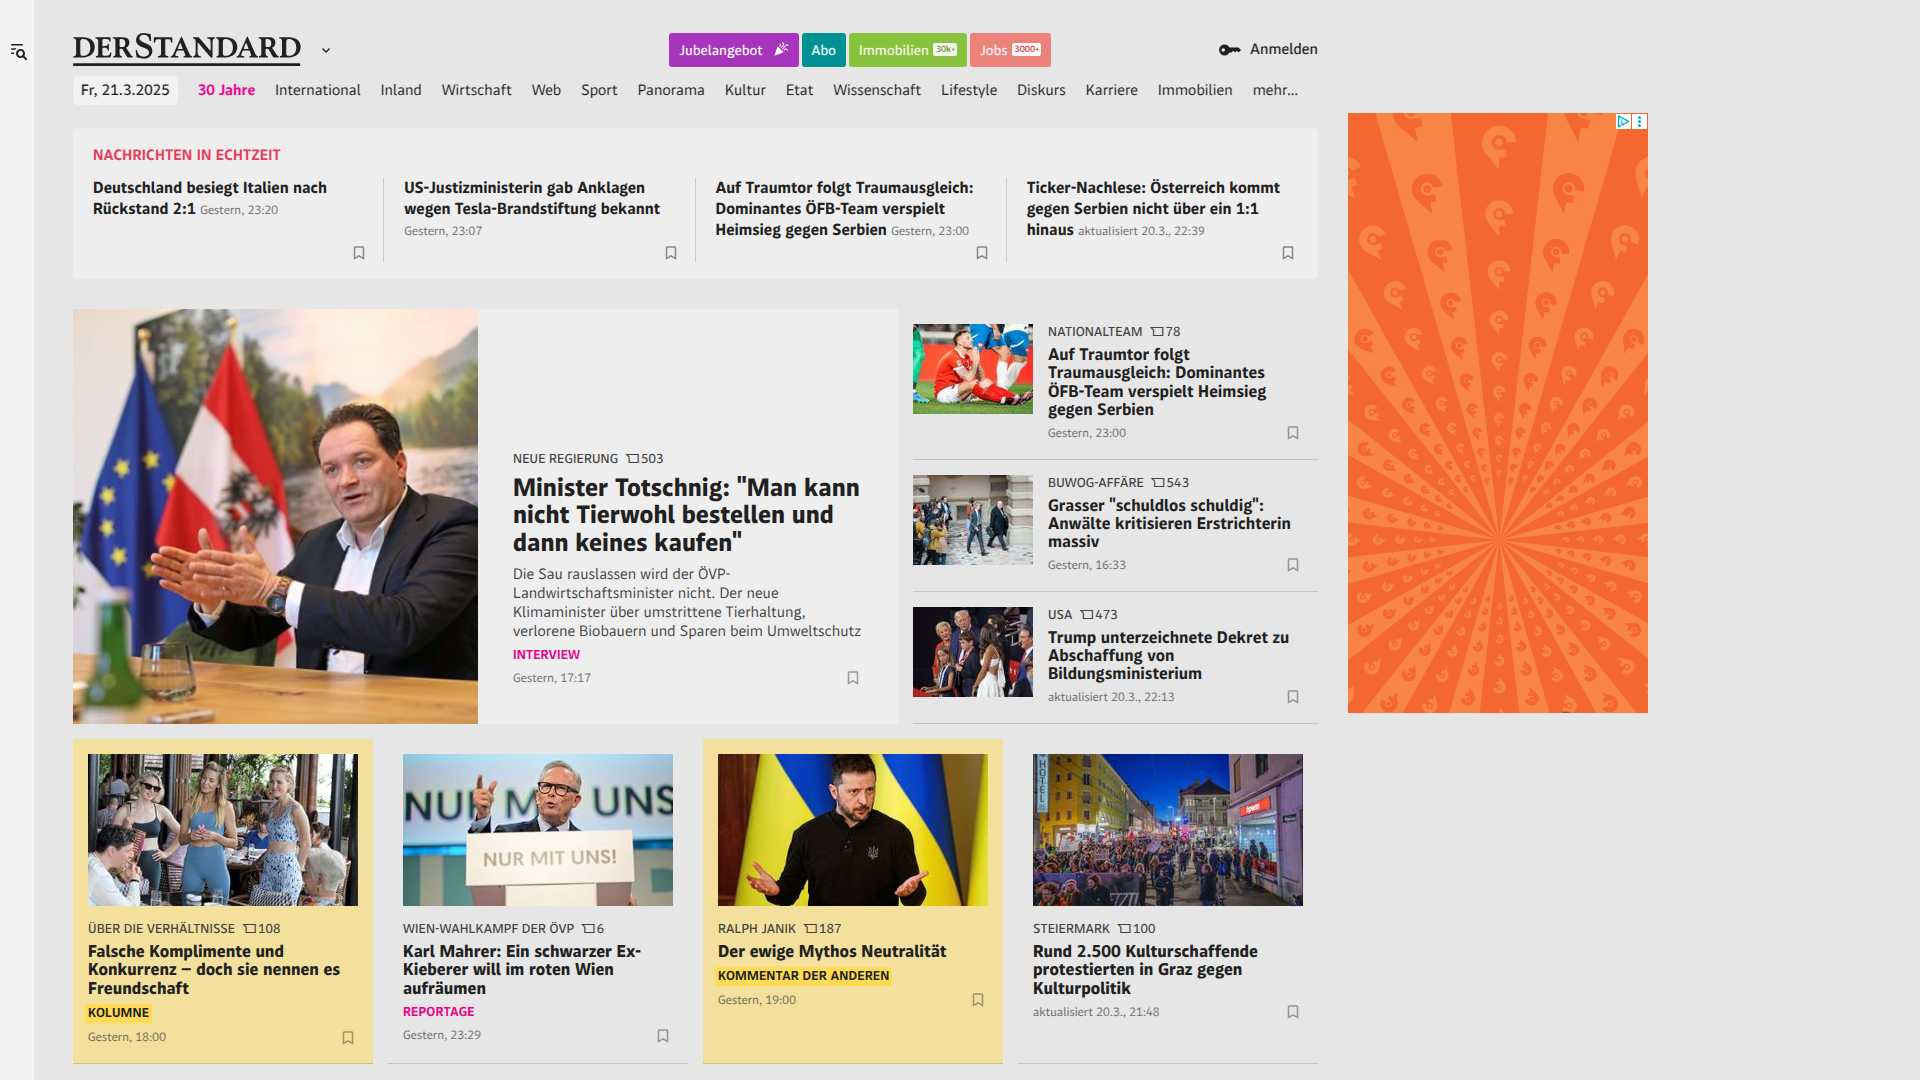 DERSTANDARD
Jubelangebot
Abo
Immobilien 30k+
Jobs 3000+
Anmelden
Fr, 21.3.2025
30 Jahre
International
Inland
Wirtschaft
Web
Sport
Panorama
Kultur
Etat
Wissenschaft
Lifestyle
Diskurs
Karriere
Immobilien
mehr...
NACHRICHTEN IN ECHTZEIT
Deutschland besiegt Italien nach
Rückstand 2:1 Gestern, 23:20
US-Justizministerin gab Anklagen
wegen Tesla-Brandstiftung bekannt
Gestern, 23:07
Auf Traumtor folgt Traumausgleich:
Dominantes ÖFB-Team verspielt
Heimsieg gegen Serbien Gestern, 23:00
Ticker-Nachlese: Österreich kommt
gegen Serbien nicht über ein 1:1
hinaus aktualisiert 20.3., 22:39
NEUE REGIERUNG 503
Minister Totschnig: "Man kann
nicht Tierwohl bestellen und
dann keines kaufen"
Die Sau rauslassen wird der ÖVP-
Landwirtschaftsminister nicht. Der neue
Klimaminister über umstrittene Tierhaltung,
verlorene Biobauern und Sparen beim Umweltschutz
INTERVIEW
Gestern, 17:17
NATIONALTEAM 78
Auf Traumtor folgt
Traumausgleich: Dominantes
ÖFB-Team verspielt Heimsieg
gegen Serbien
Gestern, 23:00
BUWOG-AFFÄRE 543
Grasser "schuldlos schuldig":
Anwälte kritisieren Erstrichterin
massiv
Gestern, 16:33
USA 473
Trump unterzeichnete Dekret zu
Abschaffung von
Bildungsministerium
aktualisiert 20.3., 22:13
ÜBER DIE VERHÄLTNISSE 108
Falsche Komplimente und
Konkurrenz – doch sie nennen es
Freundschaft
KOLUMNE
Gestern, 18:00
NUR M UNS
NUR MIT UNS!
WIEN-WAHLKAMPF DER ÖVP 6
Karl Mahrer: Ein schwarzer Ex-
Kieberer will im roten Wien
aufräumen
REPORTAGE
Gestern, 23:29
RALPH JANIK 187
Der ewige Mythos Neutralität
KOMMENTAR DER ANDEREN
Gestern, 19:00
HOTEL
STEIERMARK 100
Rund 2.500 Kulturschaffende
protestierten in Graz gegen
Kulturpolitik
aktualisiert 20.3., 21:48